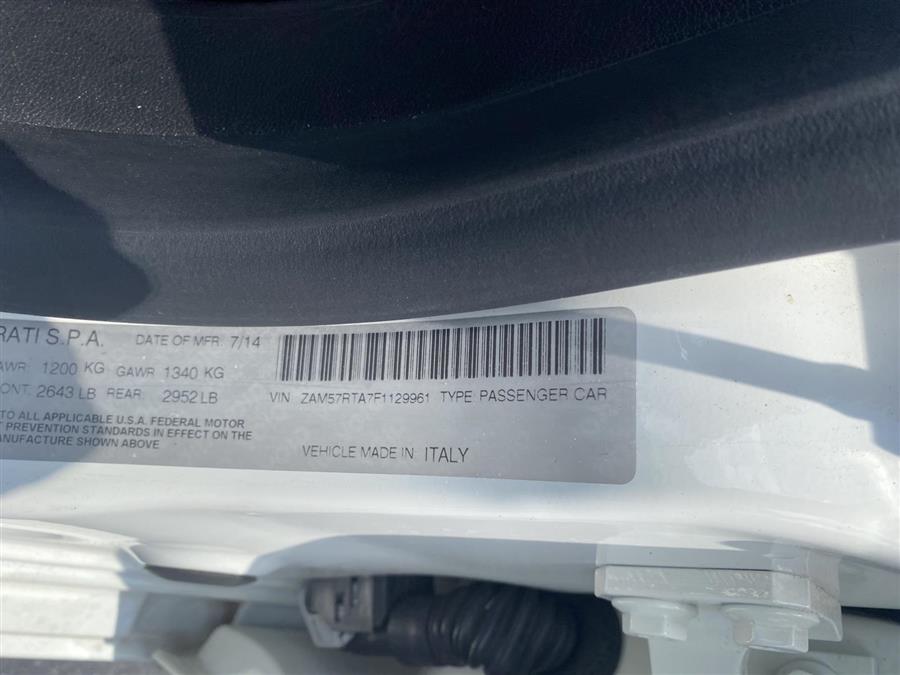 RATI S.P.A. DATE OF MFR: 7/14
AWR: 1200 KG GAWR 1340 KG
ONT: 2643 LB REAR: 2952 LB
VIN: ZAM57RTA7F1129961 TYPE: PASSENGER CAR
TO ALL APPLICABLE U.S.A. FEDERAL MOTOR
T PREVENTION STANDARDS IN EFFECT ON THE
MANUFACTURE SHOWN ABOVE
VEHICLE MADE IN ITALY